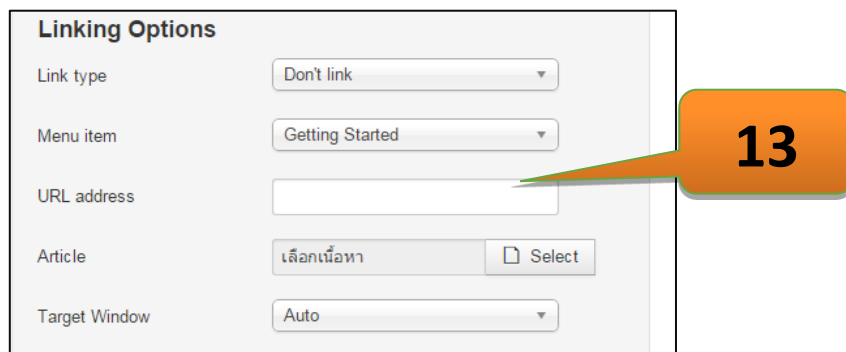 Linking Options
Link type Don't link
Menu item Getting Started
13
URL address
Article เลือกเนื้อหา Select
Target Window Auto